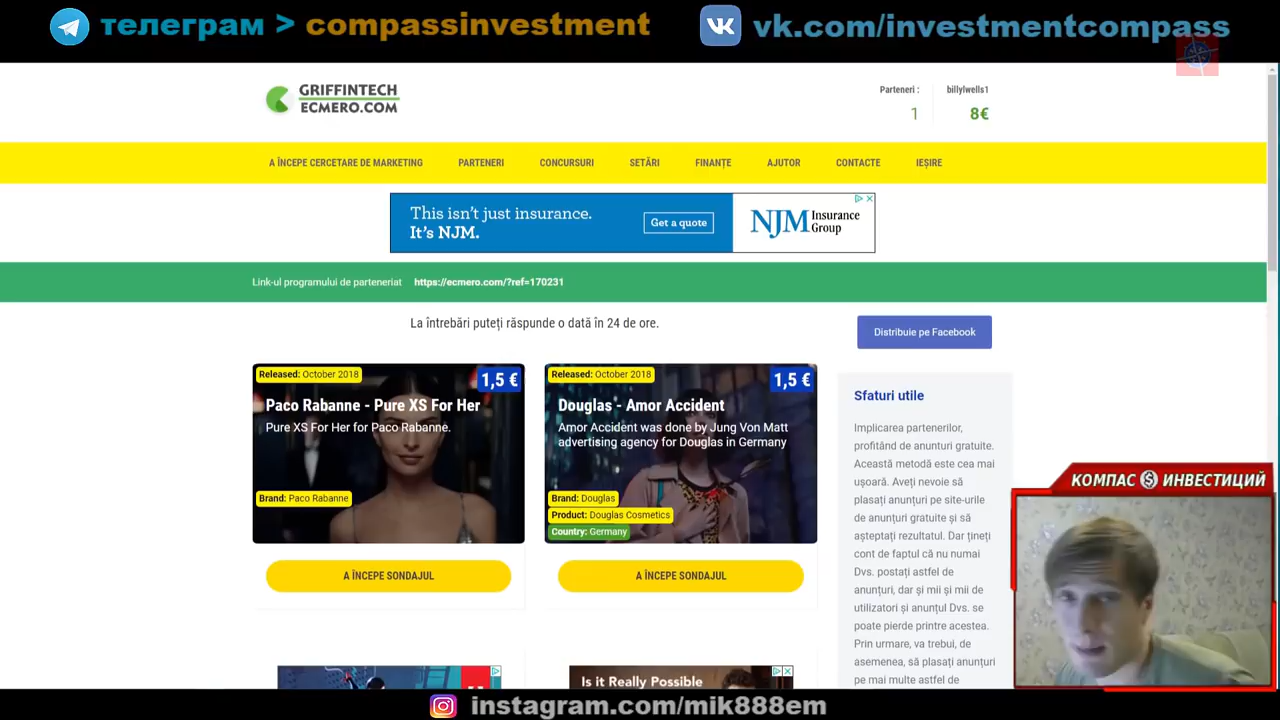 телеграм > compassinvestment
vk.com/investmentcompass
GRIFFINTECH
ECMERO.COM
Parteneri :
1
billylwells1
8€
A ÎNCEPE CERCETARE DE MARKETING
PARTENERI
CONCURSURI
SETĂRI
FINANȚE
AJUTOR
CONTACTE
IEȘIRE
This isn't just insurance.
It's NJM.
Get a quote
NJM Insurance
Group
Link-ul programului de parteneriat https://ecmero.com/?ref=170231
La întrebări puteți răspunde o dată în 24 de ore.
Distribuie pe Facebook
Released: October 2018
1,5 €
Paco Rabanne - Pure XS For Her
Pure XS For Her for Paco Rabanne.
Brand: Paco Rabanne
A ÎNCEPE SONDAJUL
Released: October 2018
1,5 €
Douglas - Amor Accident
Amor Accident was done by Jung Von Matt
advertising agency for Douglas in Germany
Brand: Douglas
Product: Douglas Cosmetics
Country: Germany
A ÎNCEPE SONDAJUL
Sfaturi utile
Implicarea partenerilor,
profitând de anunturi gratuite.
Această metodă este cea mai
ușoară. Aveți nevoie să
plasați anunțuri pe site-urile
de anunțuri gratuite și să
așteptați rezultatul. Dar țineți
cont de faptul că nu numai
Dvs. postați astfel de
anunțuri, dar și mii și mii de
utilizatori și anunțul Dvs. se
poate pierde printre acestea.
Prin urmare, va trebui, de
asemenea, să plasați anunțuri
pe mai multe astfel de
Is it Really Possible
КОМПАС $ ИНВЕСТИЦИЙ
instagram.com/mik888em